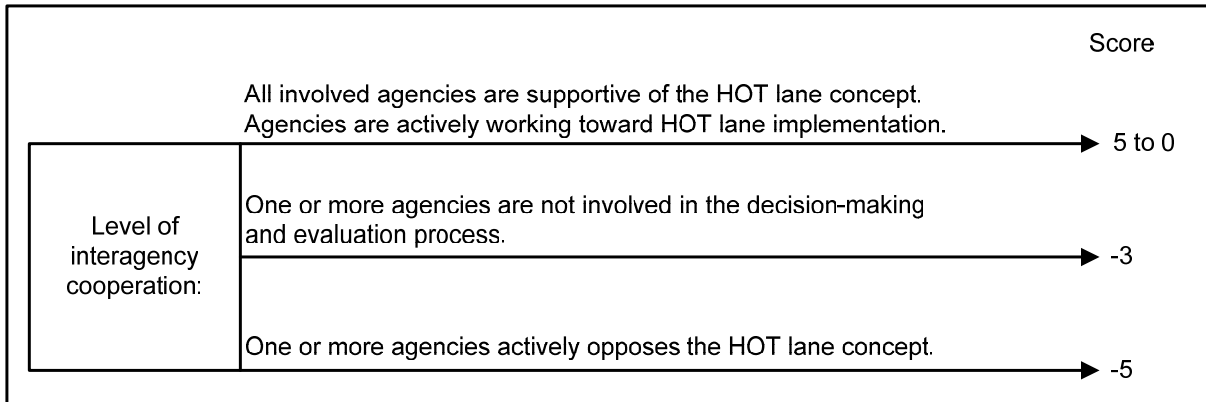 Score
All involved agencies are supportive of the HOT lane concept.
Agencies are actively working toward HOT lane implementation.
5 to 0
Level of
interagency
cooperation:
One or more agencies are not involved in the decision-making
and evaluation process.
-3
One or more agencies actively opposes the HOT lane concept.
-5